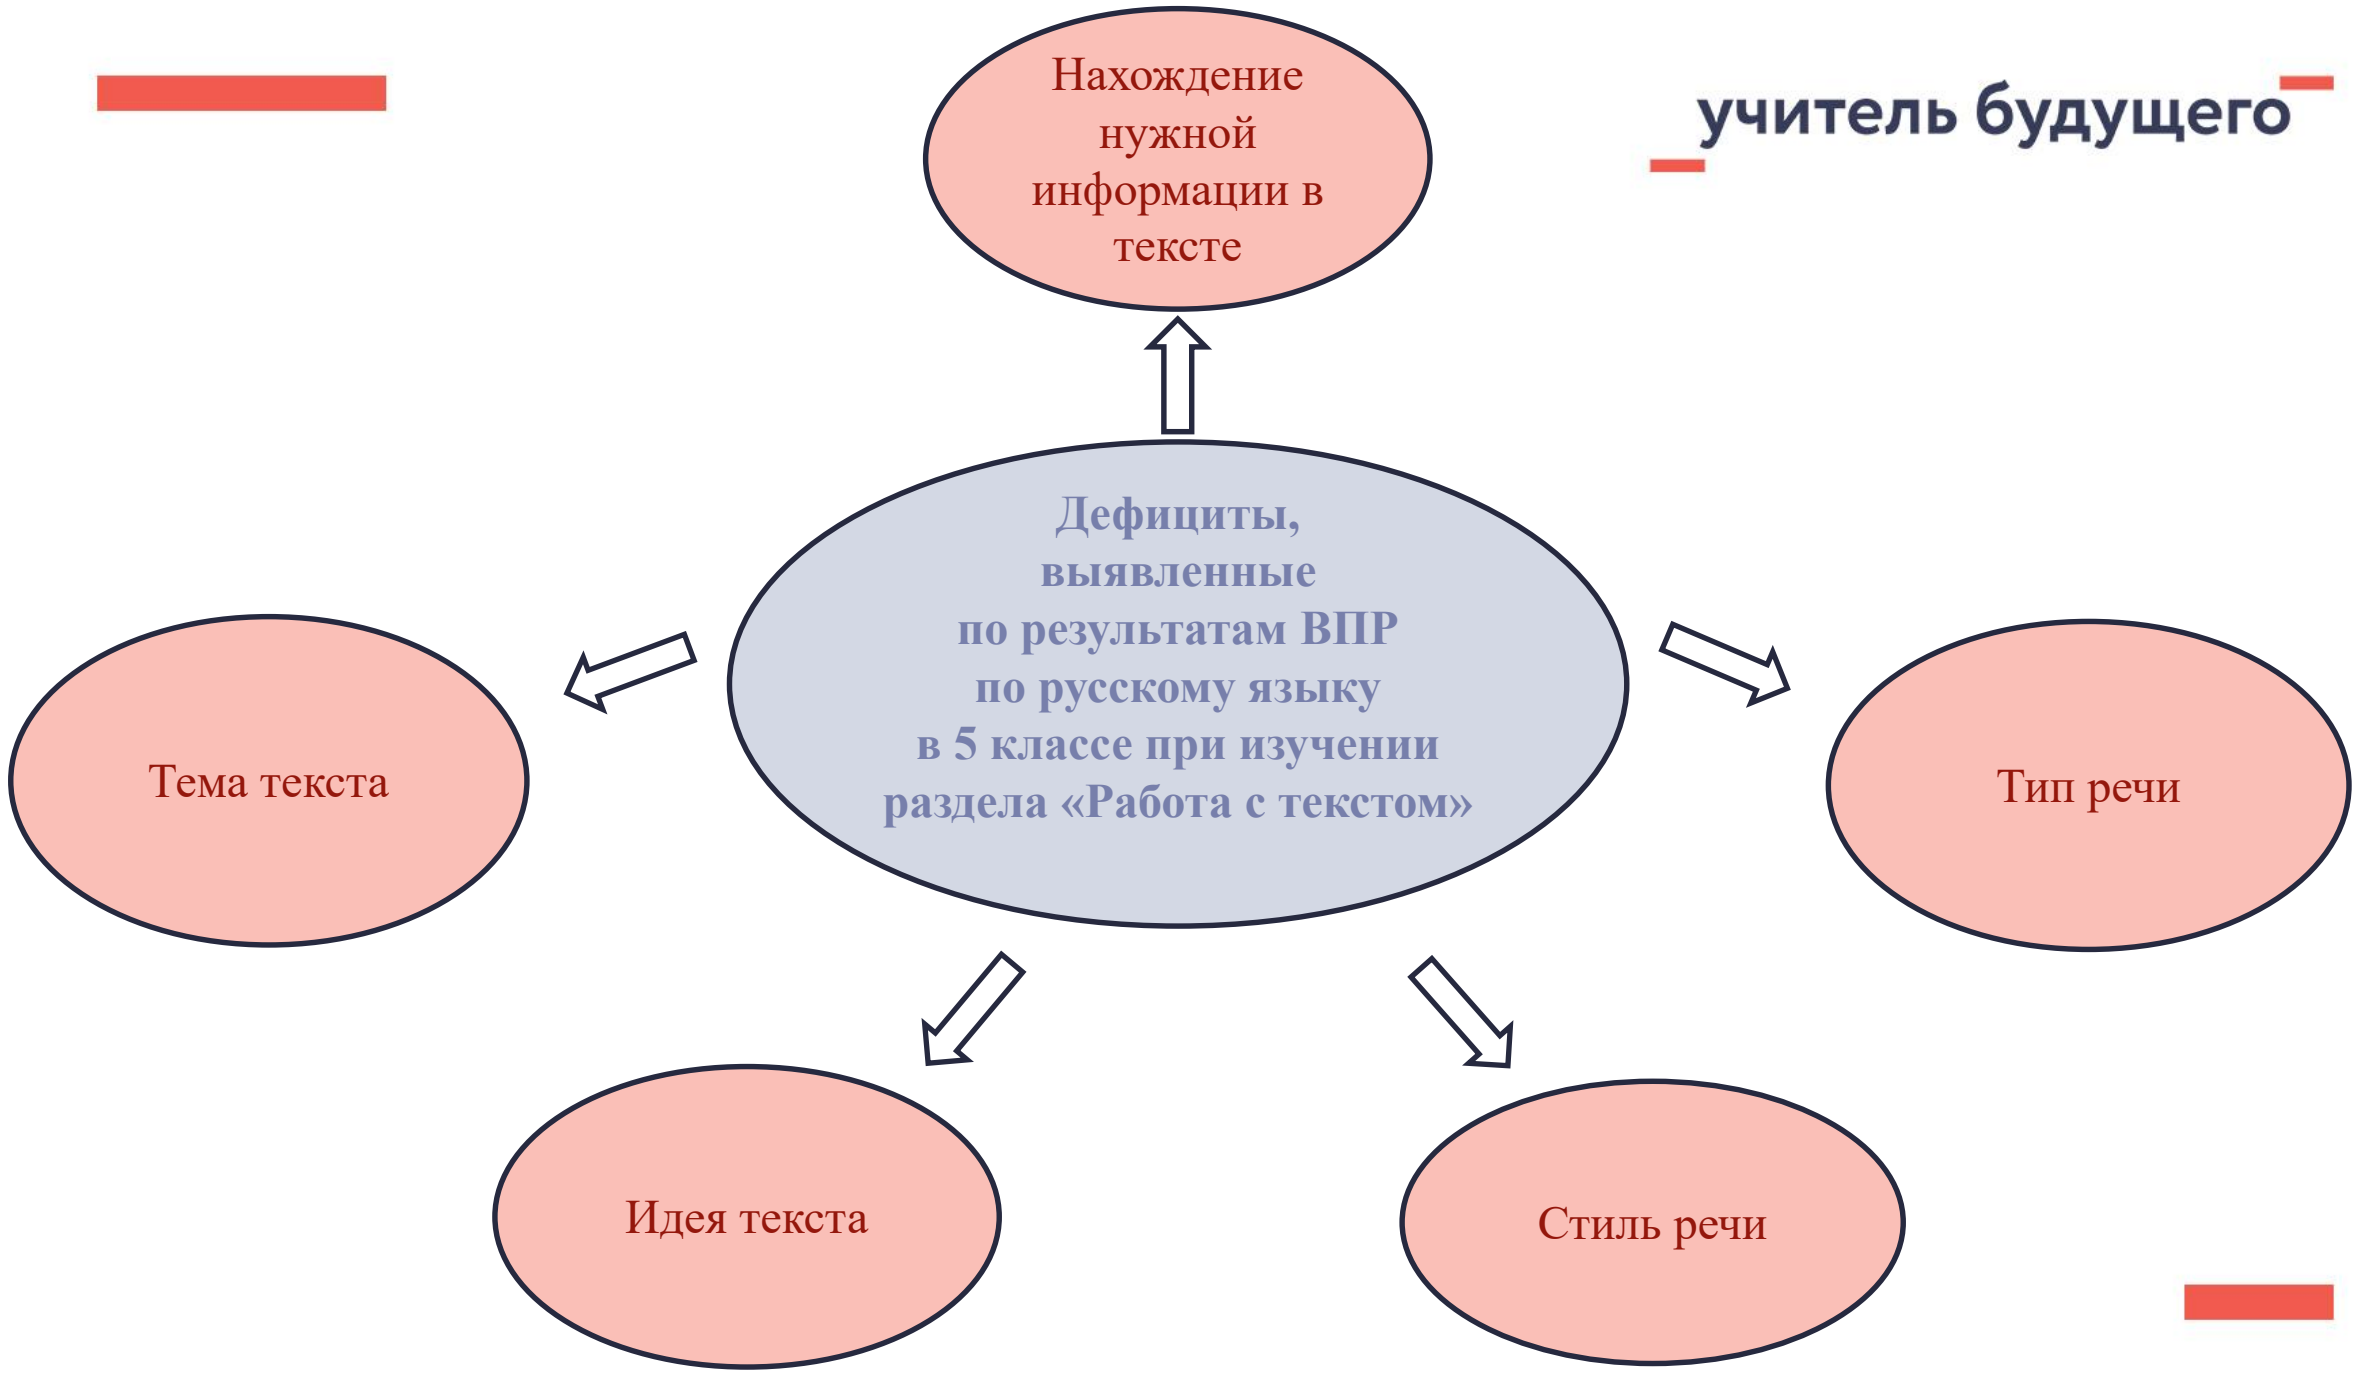 Нахождение
нужной
информации в
тексте
учитель будущего
Дефициты,
выявленные
по результатам ВПР
по русскому языку
в 5 классе при изучении
раздела «Работа с текстом»
Тема текста
Тип речи
Идея текста
Стиль речи